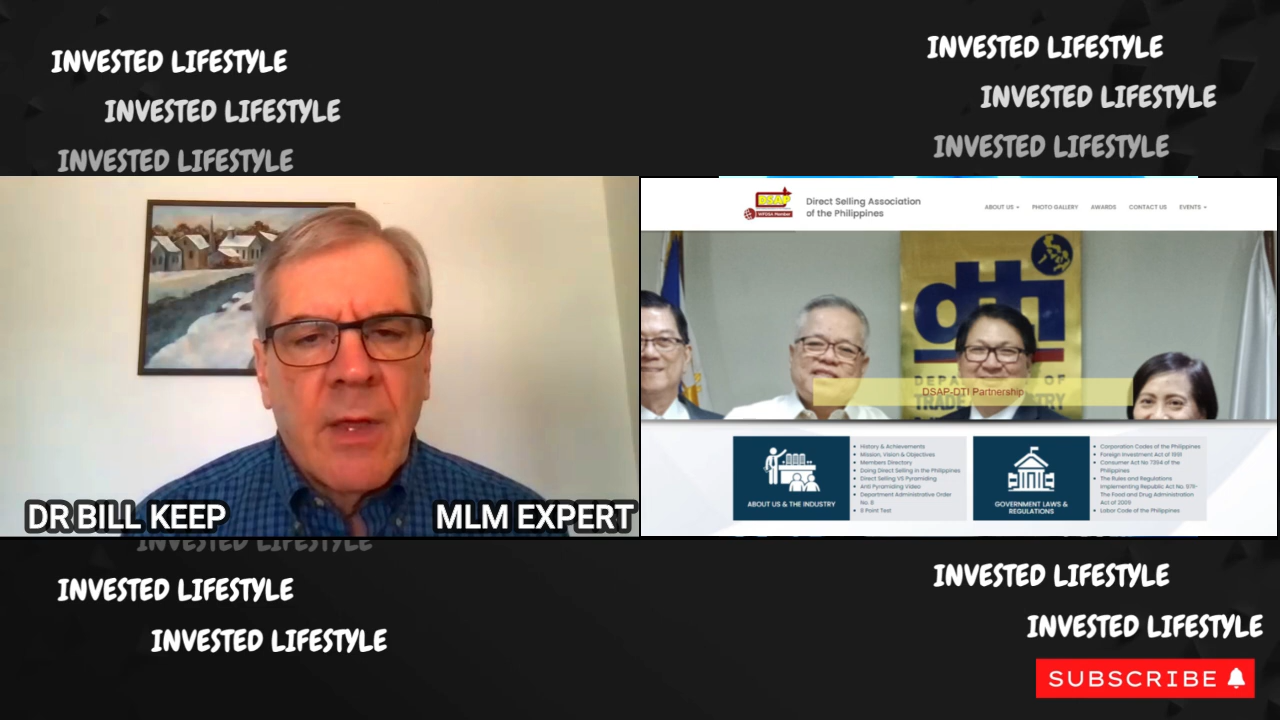 INVESTED LIFESTYLE
INVESTED LIFESTYLE
INVESTED LIFESTYLE
INVESTED LIFESTYLE
INVESTED LIFESTYLE
INVESTED LIFESTYLE
DR BILL KEEP
MLM EXPERT
DSAP
WFDSA Member
Direct Selling Association
of the Philippines
ABOUT US
PHOTO GALLERY
AWARDS
CONTACT US
EVENTS
dti
DSAP-DTI Partnership
ABOUT US & THE INDUSTRY
History & Achievements
Mission, Vision & Objectives
Members Directory
Doing Direct Selling in the Philippines
Direct Selling VS Pyramiding
Anti Pyramiding Video
Department Administrative Order
No. 8
8 Point Test
GOVERNMENT LAWS &
REGULATIONS
Corporation Codes of the Philippines
Foreign Investment Act of 1991
Consumer Act No 7394 of the
Philippines
The Rules and Regulations
Implementing Republic Act No. 9711-
The Food and Drug Administration
Act of 2009
Labor Code of the Philippines
INVESTED LIFESTYLE
INVESTED LIFESTYLE
INVESTED LIFESTYLE
INVESTED LIFESTYLE
INVESTED LIFESTYLE
SUBSCRIBE